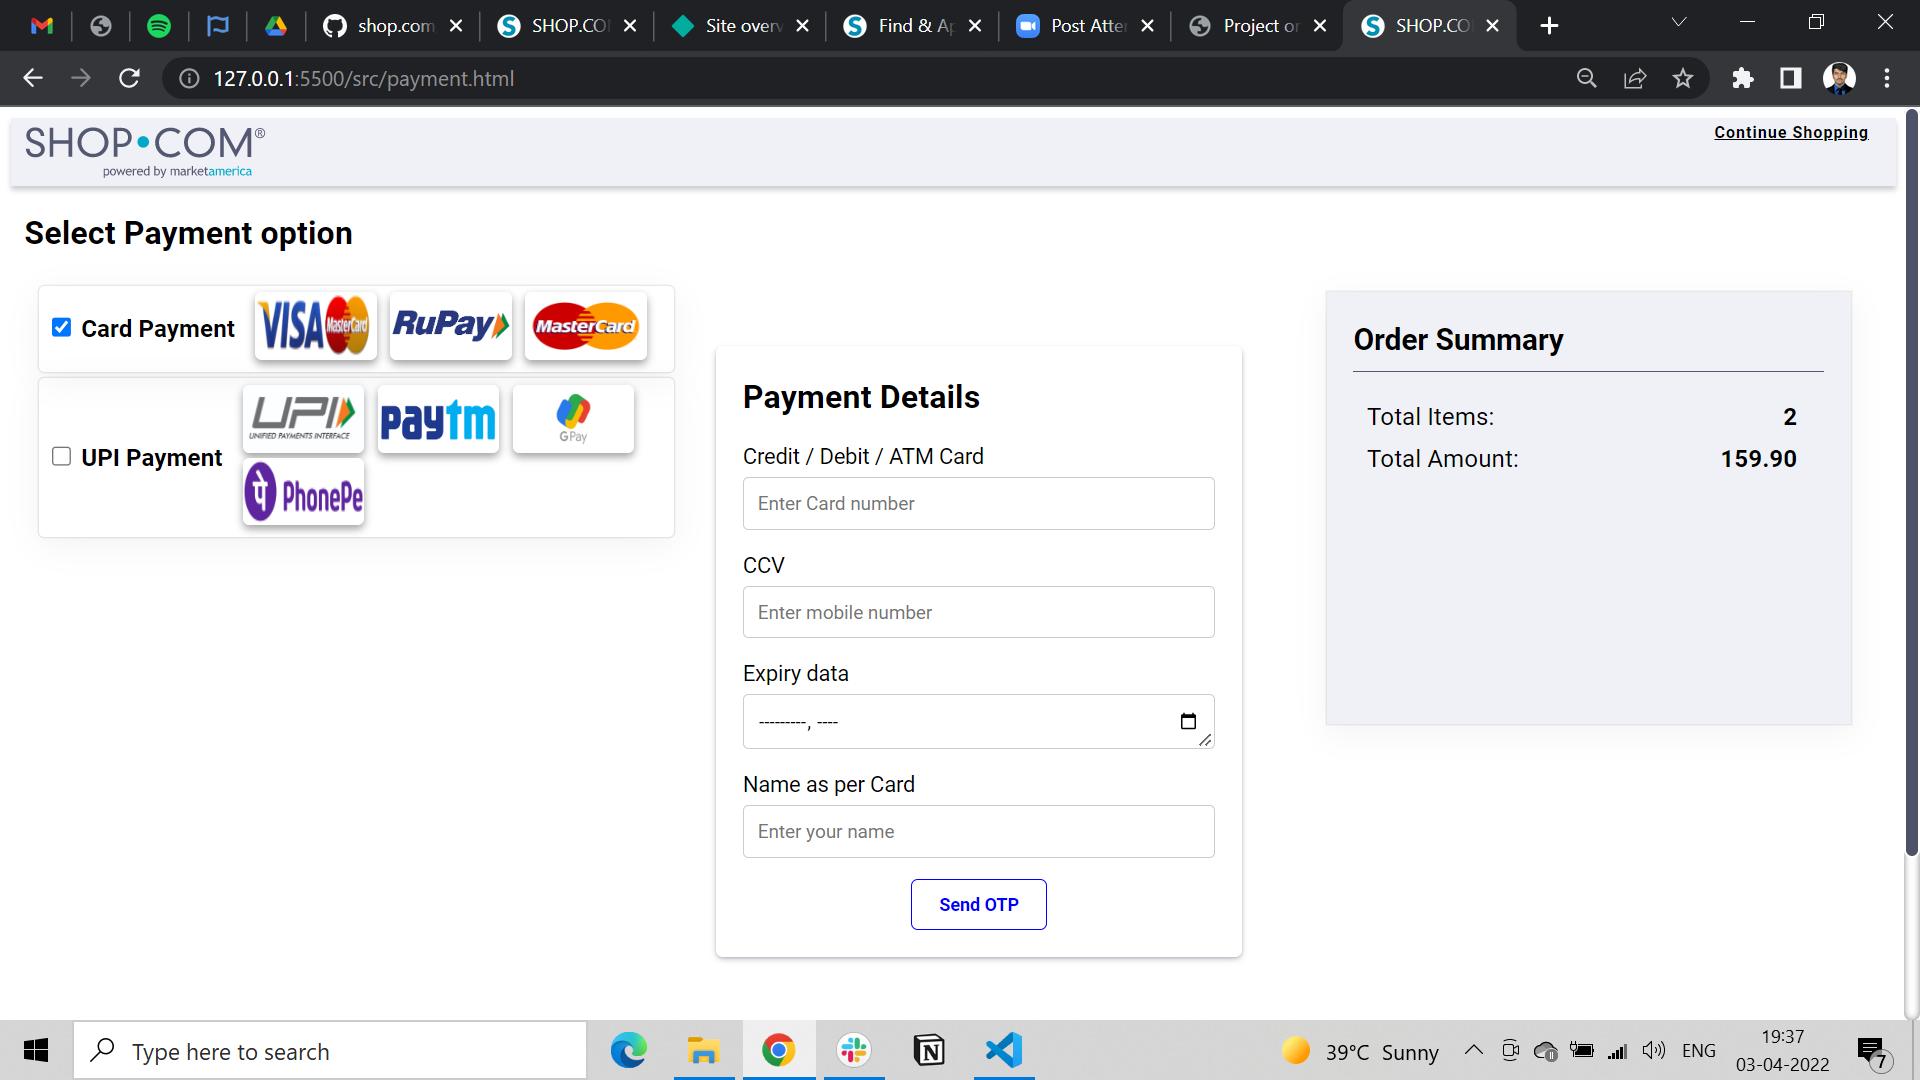 shop.com
SHOP.CO
Site overv
Find & Ap
Post Atte
Project or
SHOP.CO
127.0.0.1:5500/src/payment.html
SHOP•COM®
powered by marketamerica
Continue Shopping
Select Payment option
Card Payment
VISA MasterCard
RuPay
MasterCard
UPI Payment
UPI
UNIFIED PAYMENTS INTERFACE
paytm
G Pay
पे PhonePe
Payment Details
Credit / Debit / ATM Card
Enter Card number
CCV
Enter mobile number
Expiry data
---------, ----
Name as per Card
Enter your name
Send OTP
Order Summary
Total Items: 2
Total Amount: 159.90
Type here to search
39°C Sunny
ENG
19:37
03-04-2022
7